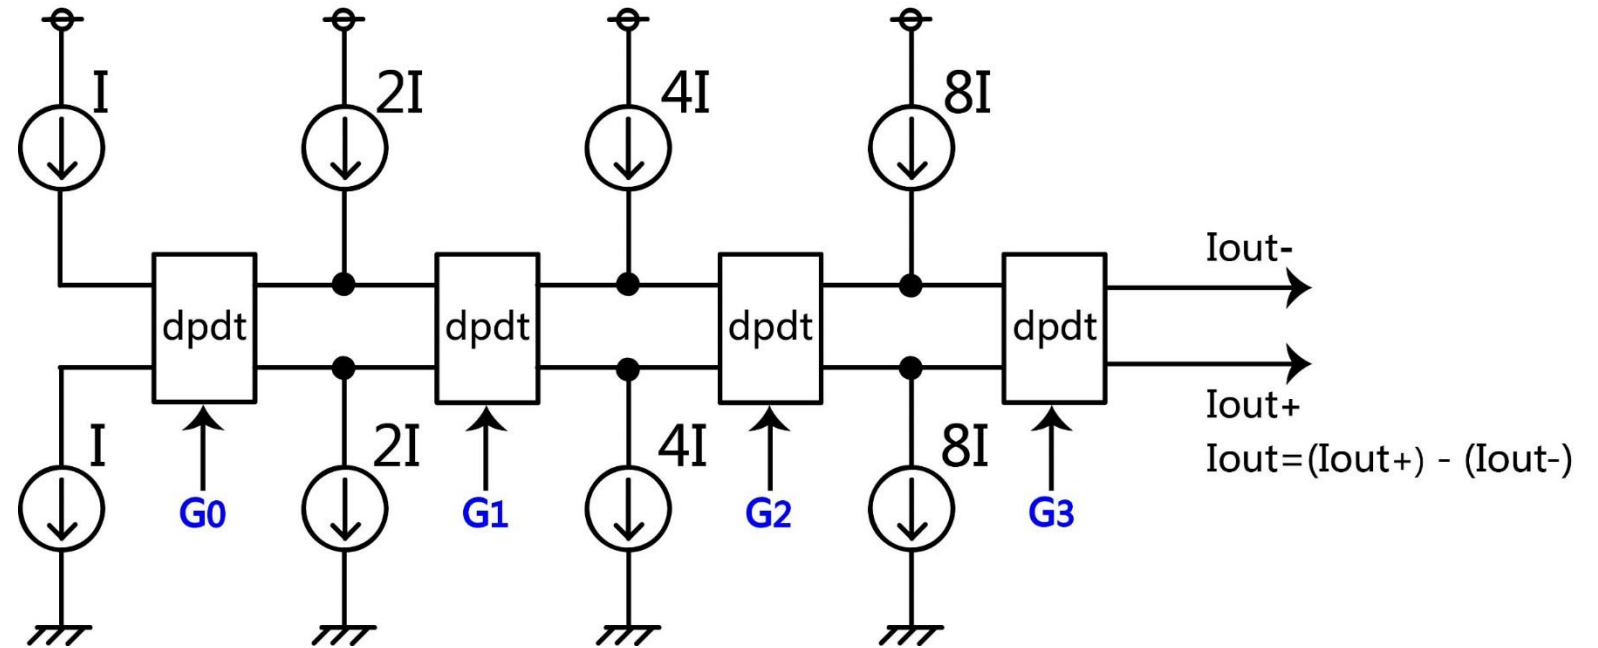 I 2I 4I 8I
Iout-
dpdt dpdt dpdt dpdt
Iout+
I 2I 4I 8I
Iout=(Iout+) - (Iout-)
G0 G1 G2 G3